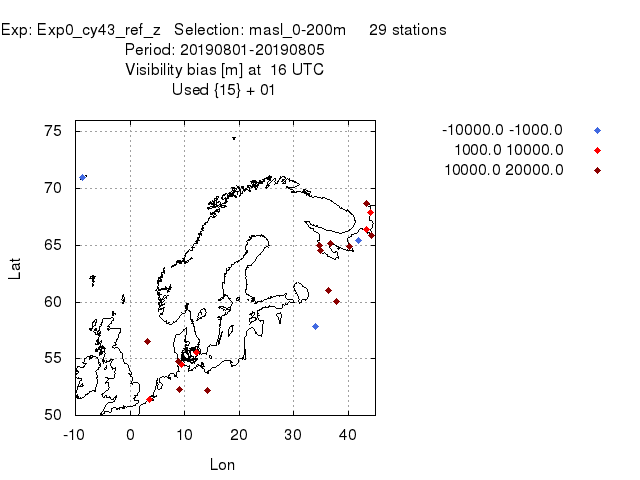 Exp: Exp0_cy43_ref_z Selection: masl_0-200m 29 stations
Period: 20190801-20190805
Visibility bias [m] at 16 UTC
Used {15} + 01
-10000.0 -1000.0
1000.0 10000.0
10000.0 20000.0
75
70
65
60
55
50
Lat
-10 0 10 20 30 40
Lon